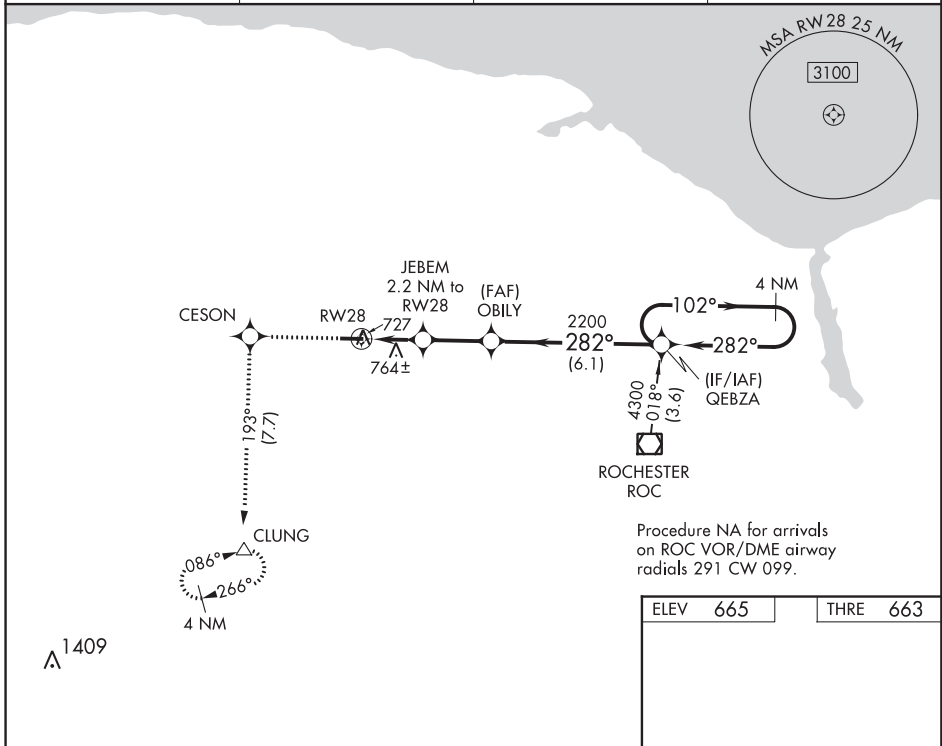 MSA RW28 25 NM
3100
JEBEM
2.2 NM to
RW28
(FAF)
OBILY
4 NM
102°
CESON
RW28
727
2200
282°
282°
764±
(6.1)
(IF/IAF)
QEBZA
4300
018°
(3.6)
193°
(7.7)
ROCHESTER
ROC
CLUNG
086°
266°
4 NM
Procedure NA for arrivals
on ROC VOR/DME airway
radials 291 CW 099.
ELEV 665
THRE 663
1409